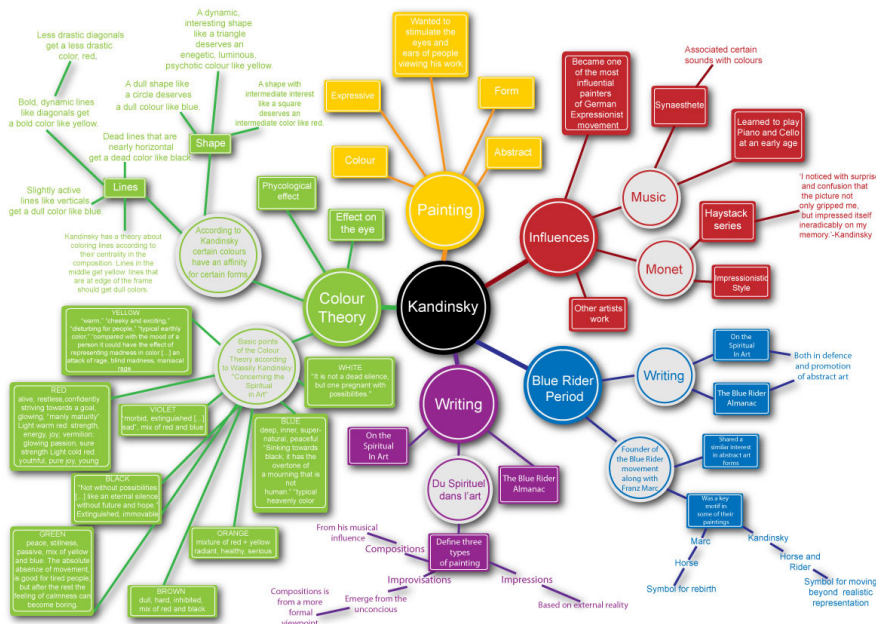 Less drastic diagonals
get a less drastic
color, red,
A dynamic,
interesting shape
like a triangle
deserves an
enegetic, luminous,
psychotic colour like yellow.
A dull shape like
a circle deserves
a dull colour like blue.
A shape with
intermediate interest
like a square
deserves an
intermediate color like red.
Bold, dynamic lines
like diagonals get
a bold color like yellow.
Dead lines that are
nearly horizontal
get a dead color like black.
Shape
Lines
Slightly active
lines like verticals
get a dull color like blue.
Kandinsky has a theory about
coloring lines according to
their centrality in the
composition. Lines in the
middle get yellow. lines that
are at edge of the frame
should get dull colors.
According to
Kandinsky
certain colours
have an affinity
for certain forms
Phycological
effect
Effect on
the eye
Colour
Theory
Wanted to
stimulate the
eyes and
ears of people
viewing his work
Expressive
Form
Colour
Abstract
Painting
Kandinsky
Became one
of the most
influential
painters
of German
Expressionist
movement
Associated certain
sounds with colours
Synaesthete
Learned to play
Piano and Cello
at an early age
Music
Influences
Monet
Haystack
series
'I noticed with surprise
and confusion that
the picture not
only gripped me,
but impressed itself
ineradicably on my
memory.'-Kandinsky
Impressionistic
Style
Other artists
work
YELLOW
"warm," "cheeky and exciting,"
"disturbing for people," "typical earthly
color," "compared with the mood of a
person it could have the effect of
representing madness in color [...] an
attack of rage, blind madness, maniacal
rage
Basic points
of the Colour
Theory according
to Wassily Kandinsky
"Concerning the
Spiritual
in Art"
WHITE
"It is not a dead silence,
but one pregnant with
possibilities."
RED
alive, restless,confidently
striving towards a goal,
glowing, "manly maturity"
Light warm red: strength,
energy, joy; vermilion:
glowing passion, sure
strength Light cold red:
youthful, pure joy, young
VIOLET
"morbid, extinguished [...]
sad", mix of red and blue
BLUE
deep, inner, super-
natural, peaceful
"Sinking towards
black, it has the
overtone of
a mourning that is
not
human." "typical
heavenly color
BLACK
"Not without possibilities
[...] like an eternal silence,
without future and hope."
Extinguished, immovable
GREEN
peace, stillness,
passive, mix of yellow
and blue. The absolute
absence of movement,
is good for tired people,
but after the rest the
feeling of calmness can
become boring.
ORANGE
mixture of red + yellow
radiant, healthy, serious
BROWN
dull, hard, inhibited,
mix of red and black
Writing
On the
Spiritual
In Art
Du Spirituel
dans l'art
The Blue Rider
Almanac
Define three
types
of painting
From his musical
influence
Compositions
Improvisations
Impressions
Compositions is
from a more
formal
viewpoint
Emerge from the
unconcious
Based on external reality
Blue Rider
Period
Writing
On the
Spiritual
In Art
The Blue Rider
Almanac
Both in defence
and promotion
of abstract art
Founder of
the Blue Rider
movement
along with
Franz Marc
Shared a
similar interest
in abstract art
forms
Was a key
motif in
some of their
paintings
Marc
Horse
Symbol for rebirth
Kandinsky
Horse and
Rider
Symbol for moving
beyond realistic
representation